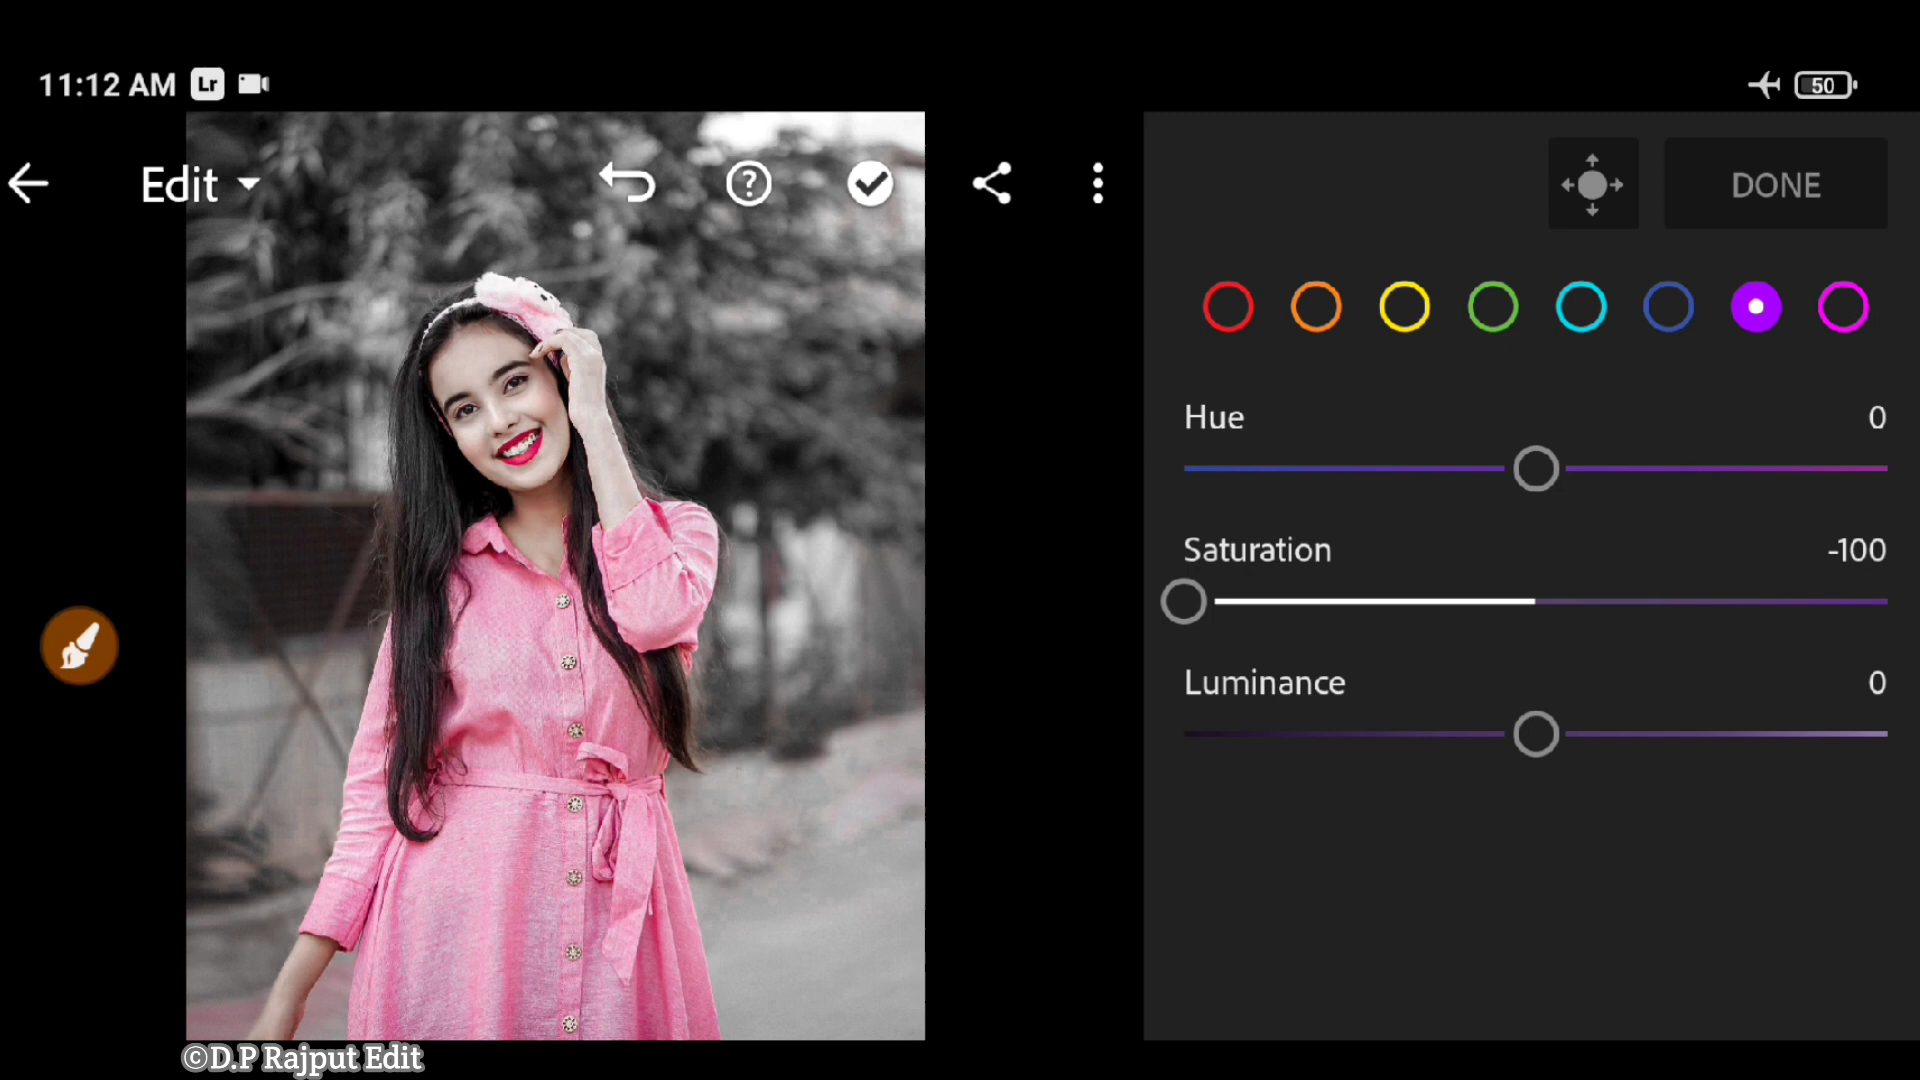 11:12 AM Lr 50
Edit ? DONE
Hue 0
Saturation -100
Luminance 0
©D.P Rajput Edit